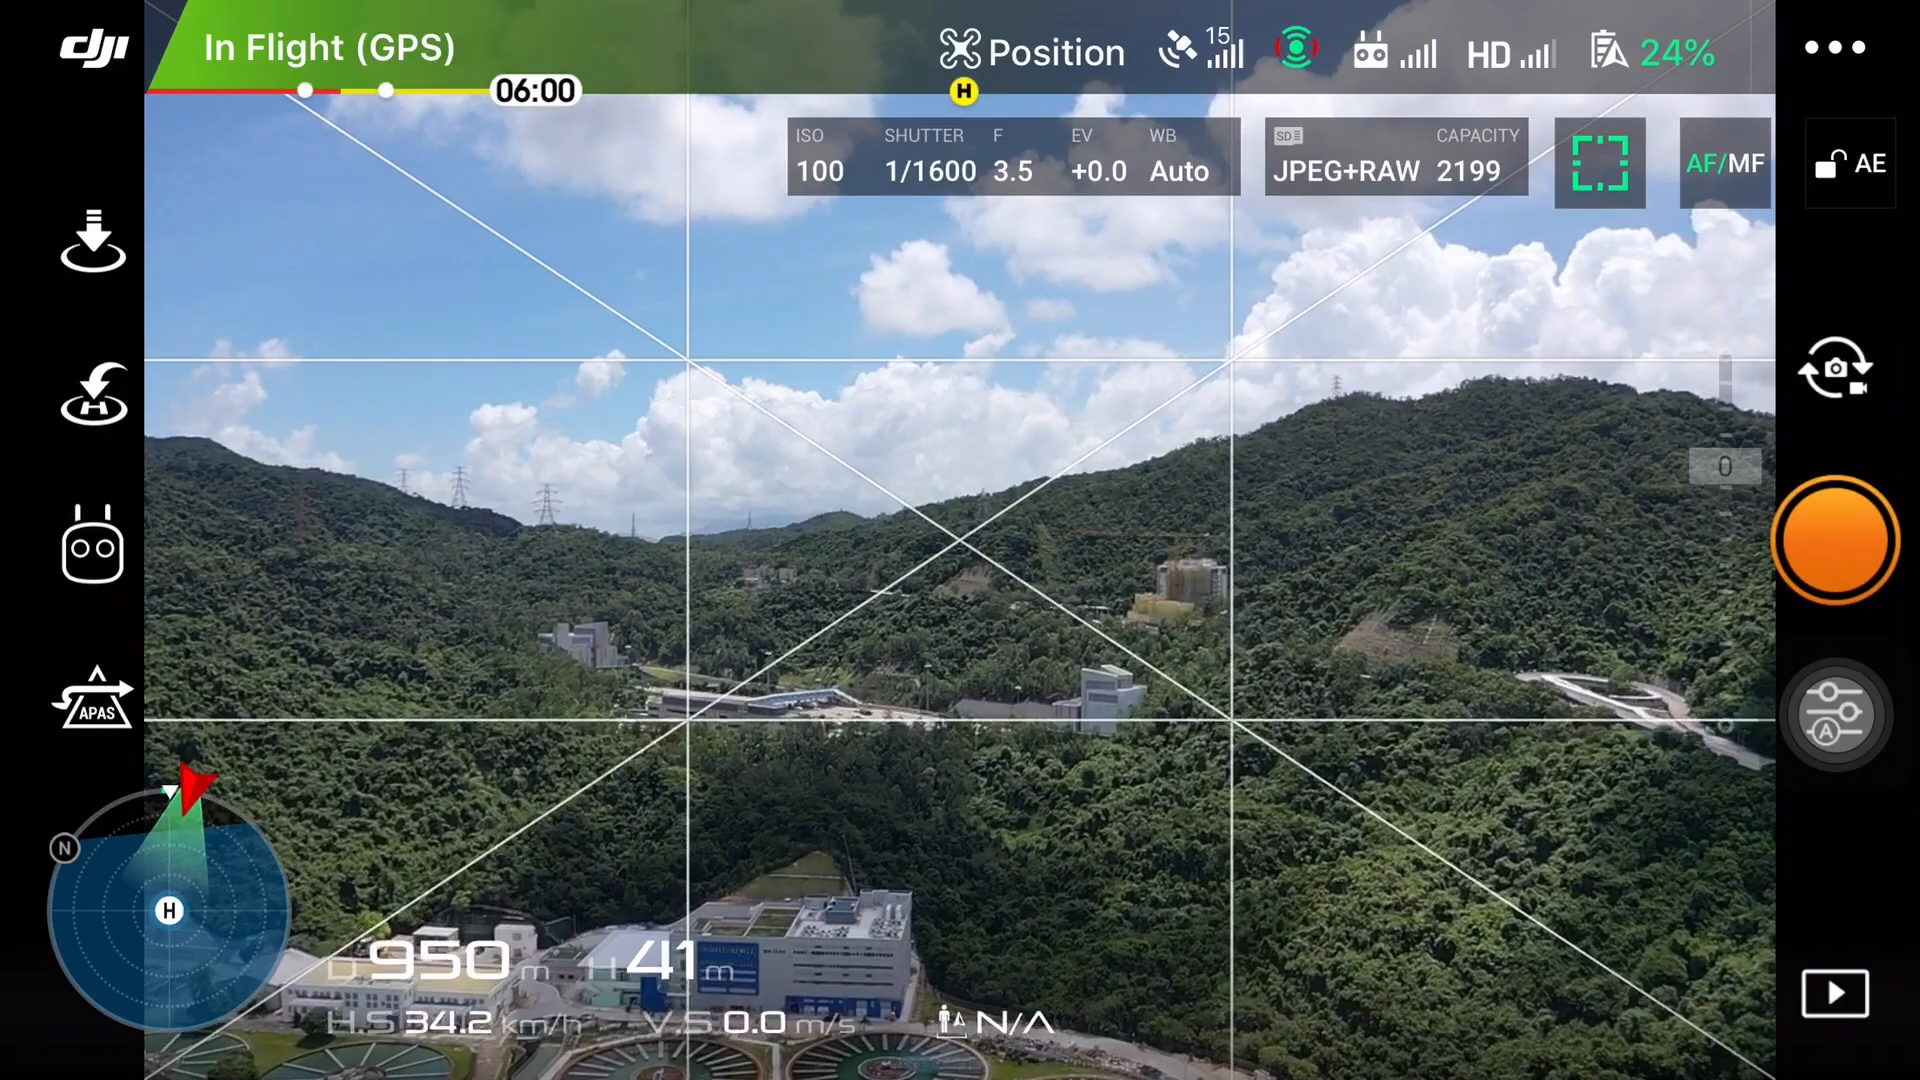 dji
In Flight (GPS)
Position
15
HD
24%
06:00
H
ISO
100
SHUTTER
1/1600
F
3.5
EV
+0.0
WB
Auto
SD
JPEG+RAW
CAPACITY
2199
AF/MF
AE
0
A
APAS
N
H
D 950 m H 41 m
H.S 34.2 km/h V.S 0.0 m/s N/A